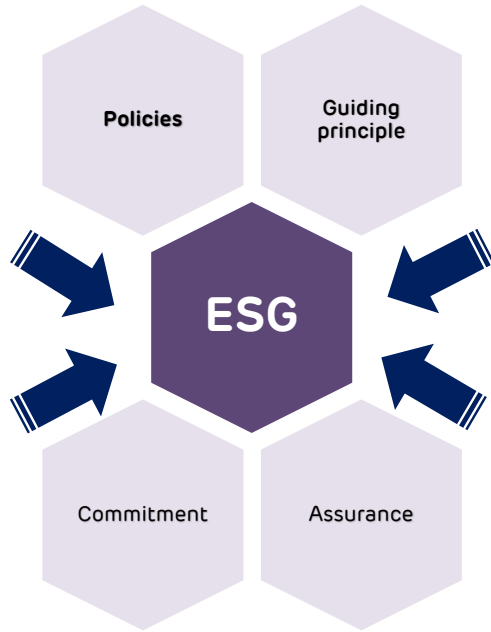 Policies
Guiding
principle
ESG
Commitment
Assurance